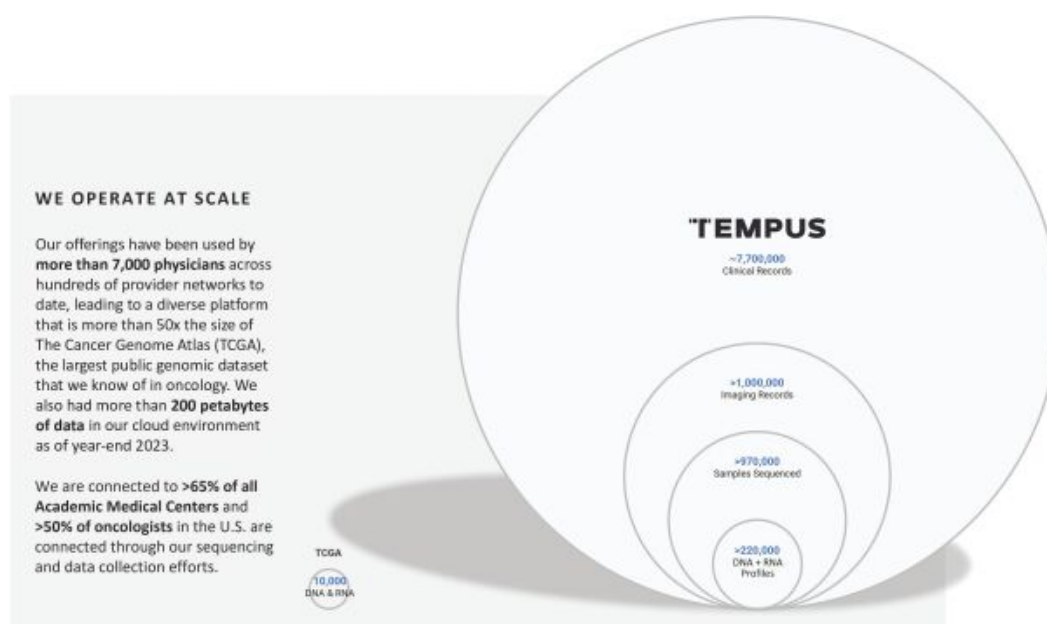 WE OPERATE AT SCALE
Our offerings have been used by
more than 7,000 physicians across
hundreds of provider networks to
date, leading to a diverse platform
that is more than 50x the size of
The Cancer Genome Atlas (TCGA),
the largest public genomic dataset
that we know of in oncology. We
also had more than 200 petabytes
of data in our cloud environment
as of year-end 2023.
We are connected to >65% of all
Academic Medical Centers and
>50% of oncologists in the U.S. are
connected through our sequencing
and data collection efforts.
TCGA
10,000
DNA & RNA
TEMPUS
~7,700,000
Clinical Records
>1,000,000
Imaging Records
>970,000
Samples Sequenced
>220,000
DNA + RNA
Profiles